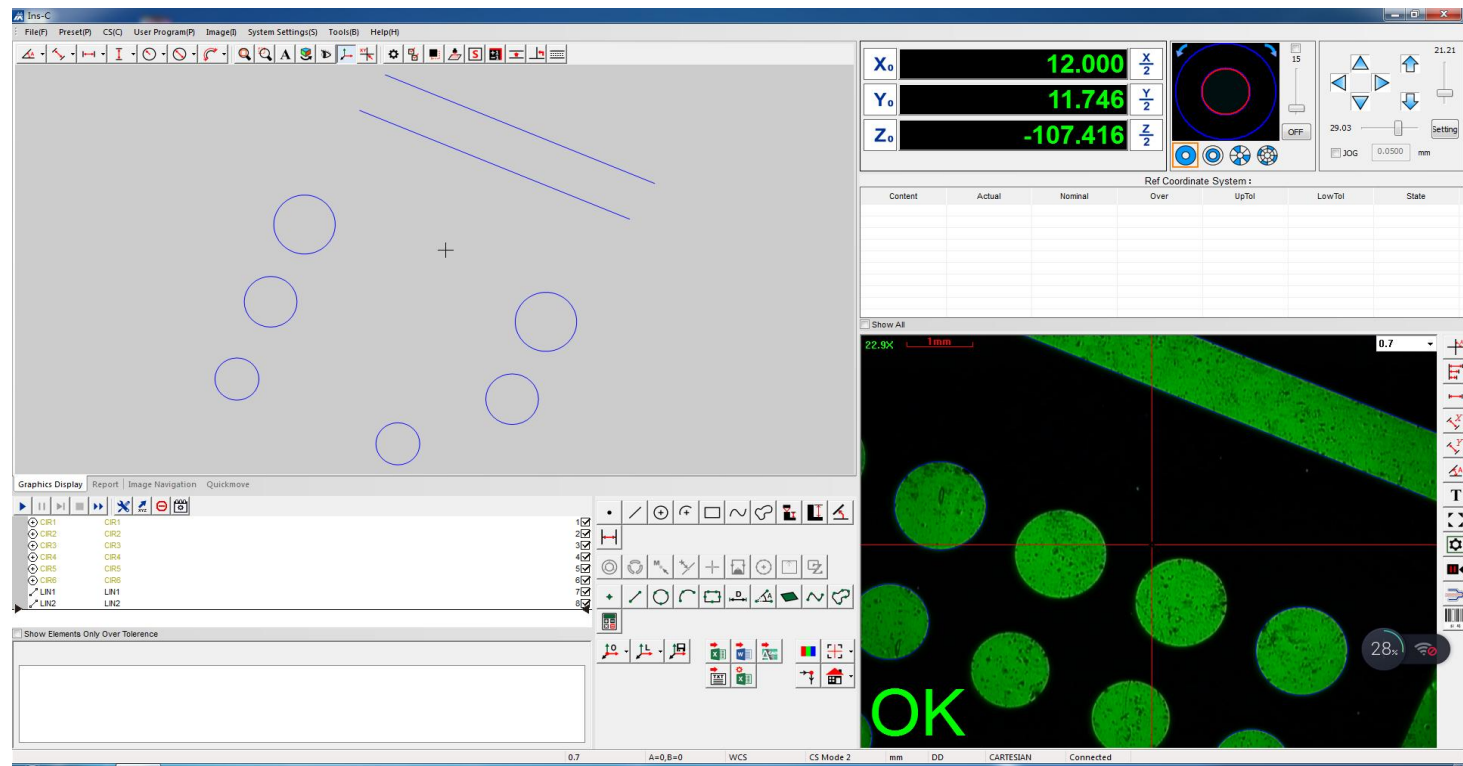 Ins-C
File(F) Preset(P) CS(C) User Program(P) Image(I) System Settings(S) Tools(B) Help(H)
X₀ 12.000 X/2
Y₀ 11.746 Y/2
Z₀ -107.416 Z/2
15
OFF
21.21
29.03
Setting
JOG 0.0500 mm
Ref Coordinate System :
Content Actual Nominal Over UpTol LowTol State
Show All
22.9X 1mm 0.7
OK
28%
Graphics Display Report Image Navigation Quickmove
CIR1 CIR1 1
CIR2 CIR2 2
CIR3 CIR3 3
CIR4 CIR4 4
CIR5 CIR5 5
CIR6 CIR6 6
LIN1 LIN1 7
LIN2 LIN2 8
Show Elements Only Over Tolerence
0.7 A=0,B=0 WCS CS Mode 2 mm DD CARTESIAN Connected